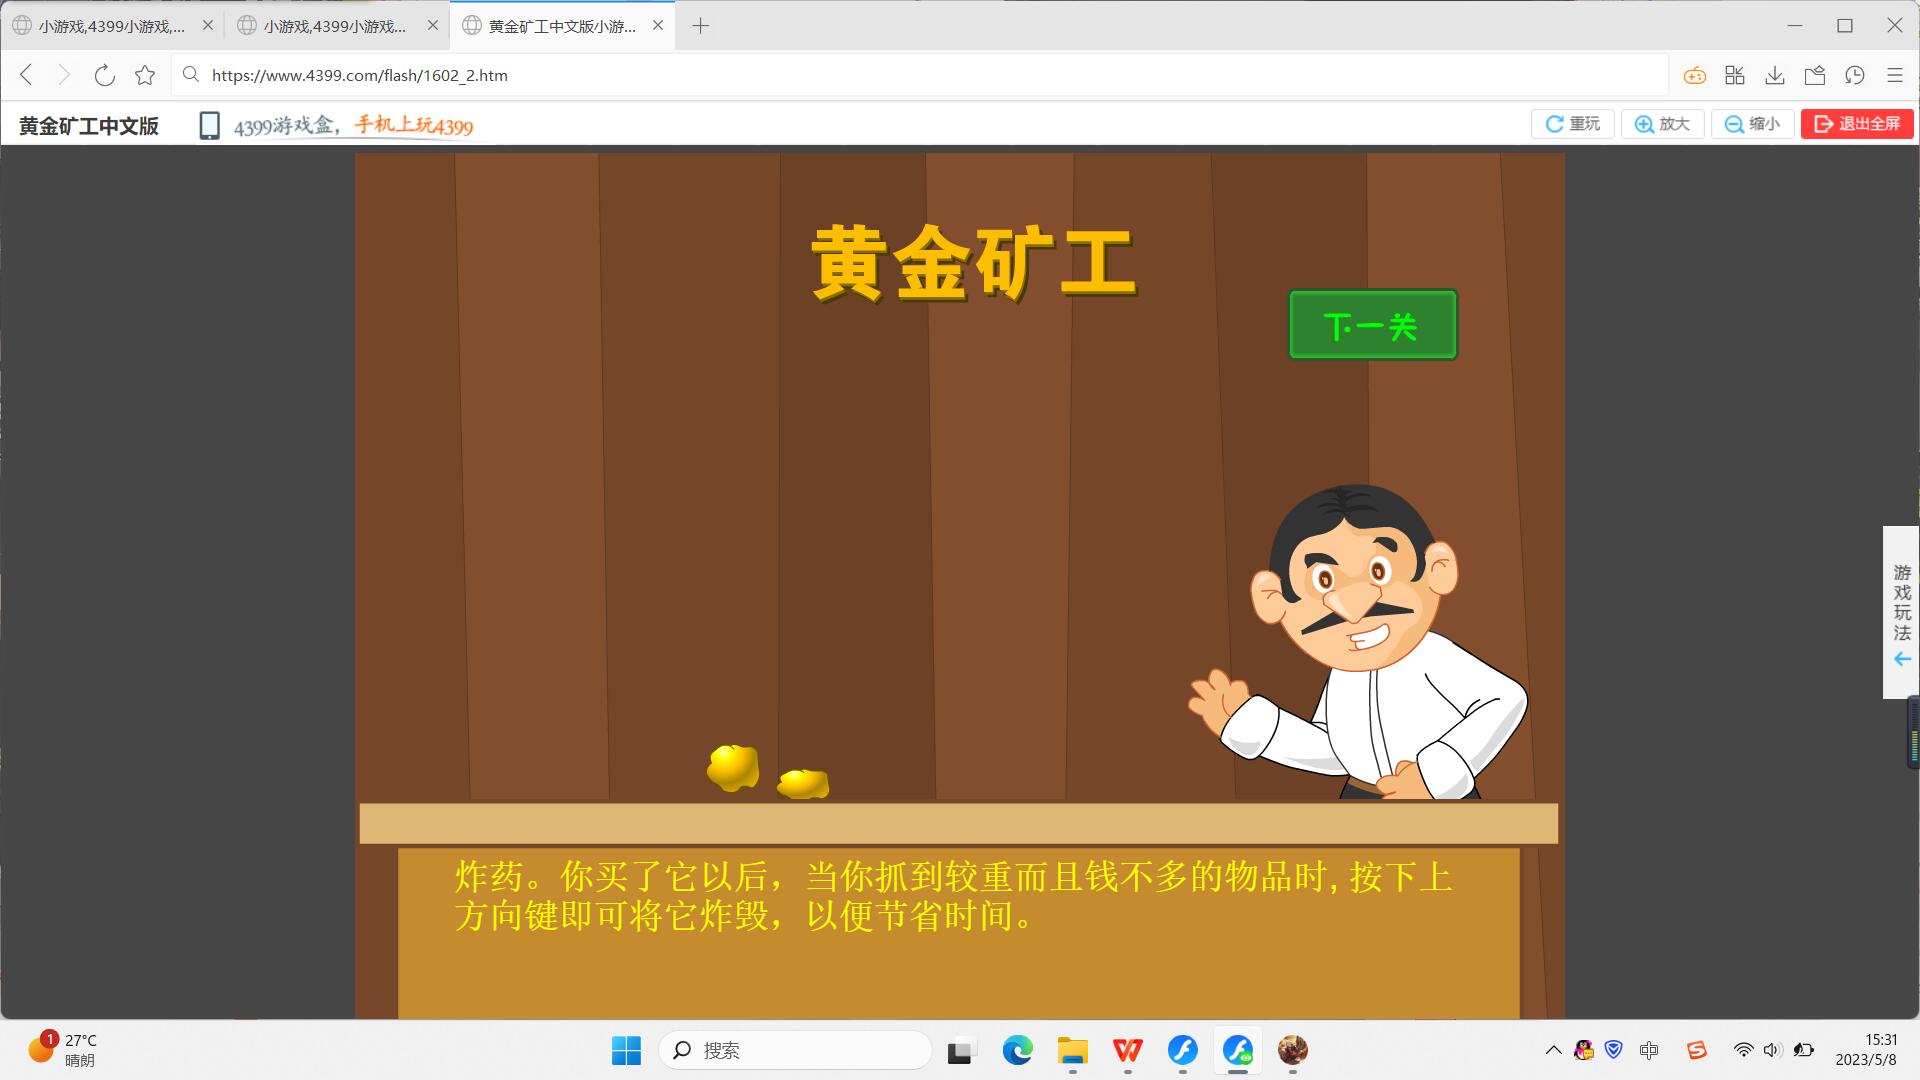 小游戏,4399小游戏,...
小游戏,4399小游戏...
黄金矿工中文版小游...
https://www.4399.com/flash/1602_2.htm
黄金矿工中文版
4399游戏盒，手机上玩4399
重玩
放大
缩小
退出全屏
黄金矿工
下一关
游戏玩法
炸药。你买了它以后，当你抓到较重而且钱不多的物品时,按下上
方向键即可将它炸毁，以便节省时间。
1
27°C
晴朗
搜索
中
15:31
2023/5/8